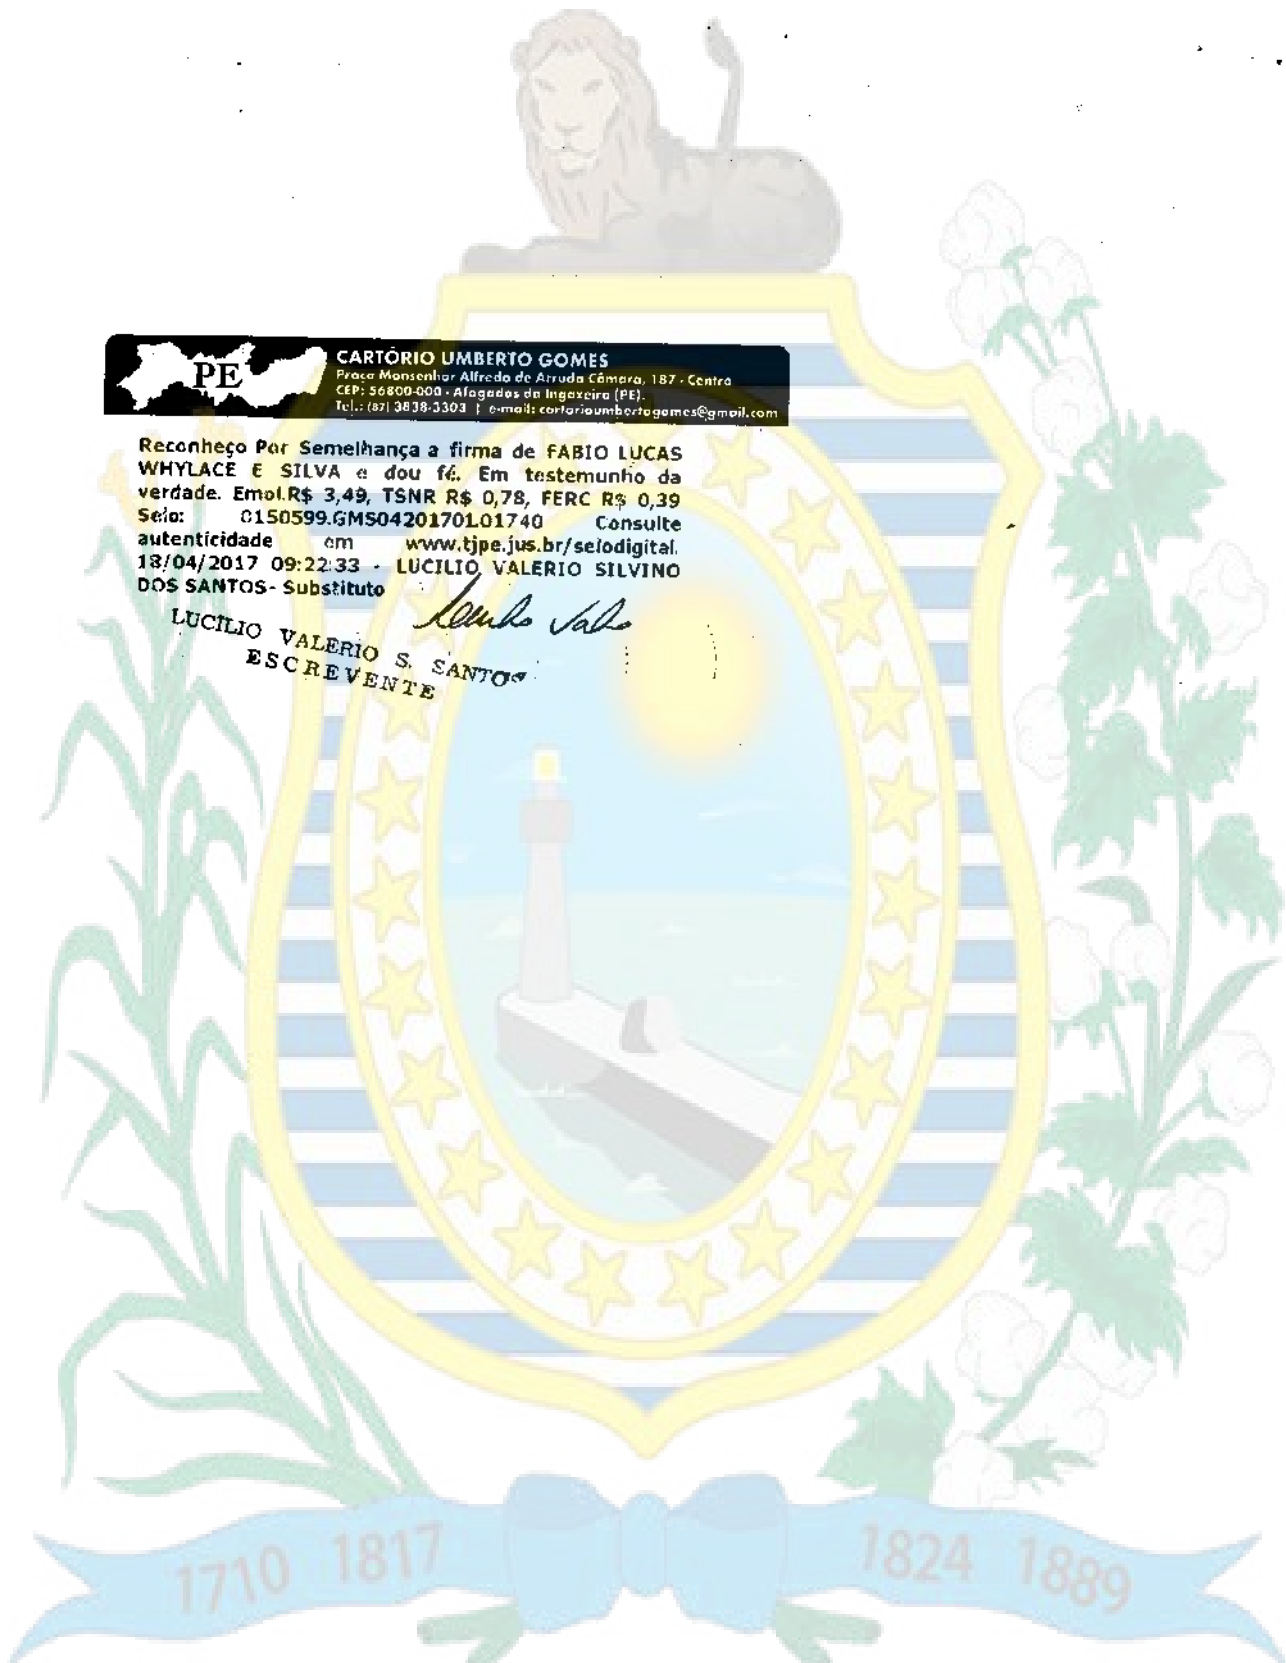 PE
CARTÓRIO UMBERTO GOMES
Praça Monsenhor Alfredo de Arruda Câmara, 187 - Centro
CEP: 56800-000 - Afogados da Ingazeira (PE).
Tel.: (87) 3838-3303 | e-mail: cartorioumbertogomes@gmail.com
Reconheço Por Semelhança a firma de FABIO LUCAS
WHYLACE E SILVA e dou fé. Em testemunho da
verdade. Emol.R$ 3,49, TSNR R$ 0,78, FERC R$ 0,39
Selo: 0150599.GMS04201701.01740 Consulte
autenticidade em www.tjpe.jus.br/selodigital.
18/04/2017 09:22:33 - LUCILIO VALERIO SILVINO
DOS SANTOS- Substituto
LUCÍLIO VALERIO S. SANTOS
ESCREVENTE
1710 1817 1824 1889